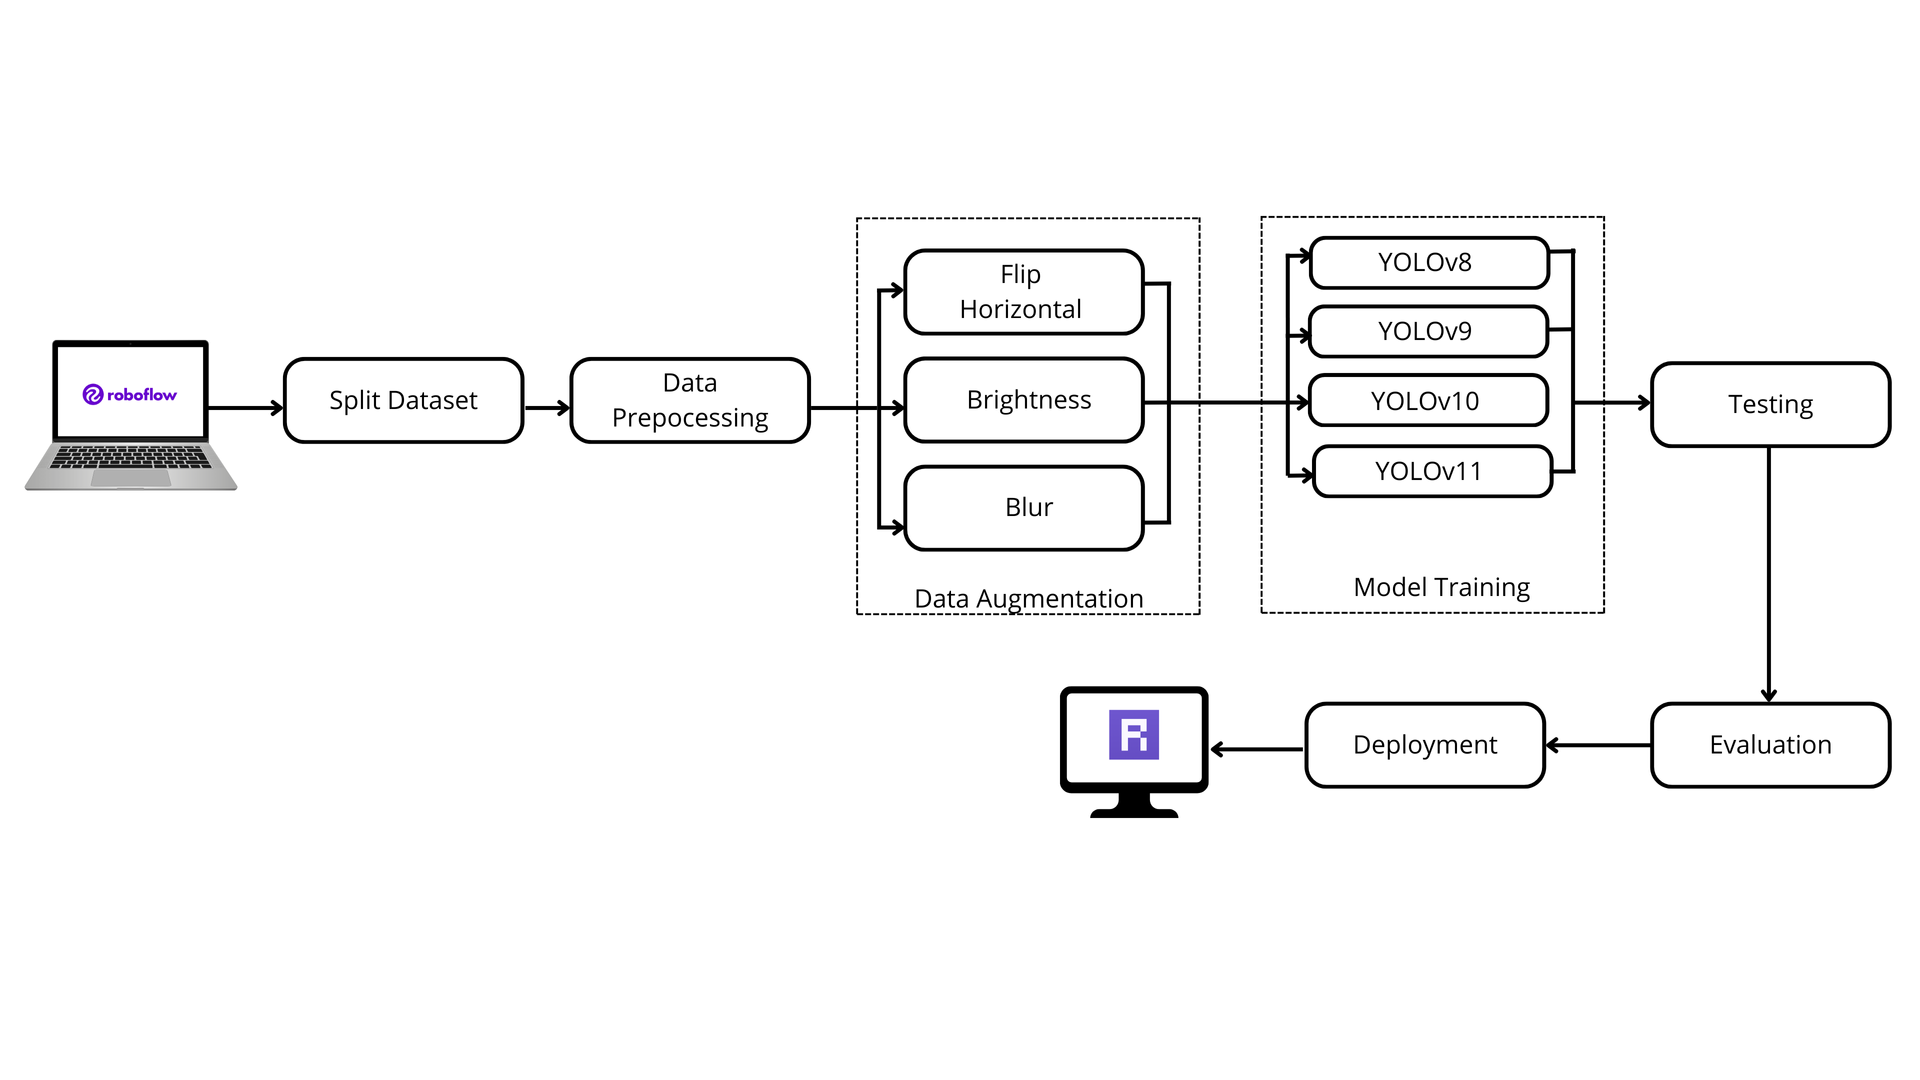 roboflow
Split Dataset
Data
Prepocessing
Flip
Horizontal
Brightness
Blur
Data Augmentation
YOLOv8
YOLOv9
YOLOv10
YOLOv11
Model Training
Testing
Evaluation
Deployment
R